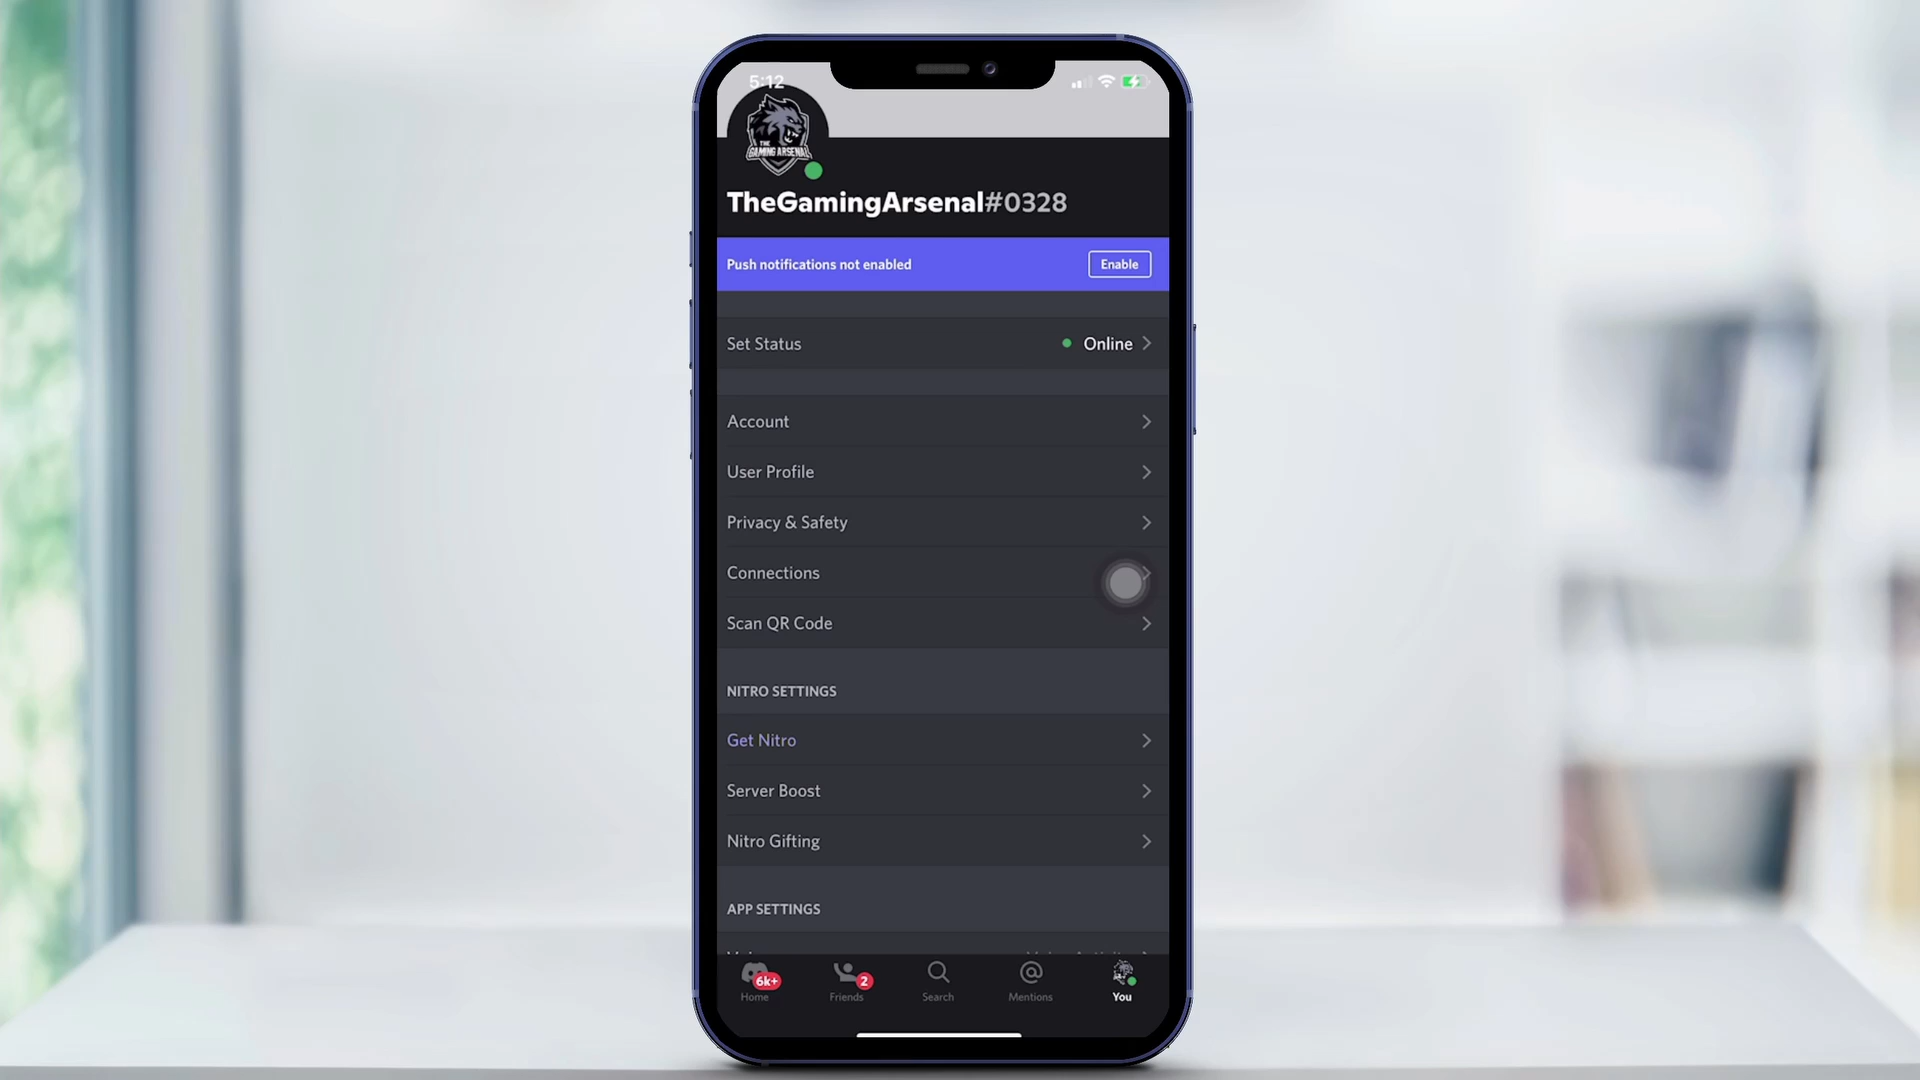 5:12
THE
GAMING ARSENAL
TheGamingArsenal#0328
Push notifications not enabled
Enable
Set Status
Online
Account
User Profile
Privacy & Safety
Connections
Scan QR Code
NITRO SETTINGS
Get Nitro
Server Boost
Nitro Gifting
APP SETTINGS
6k+
2
Home
Friends
Search
Mentions
You